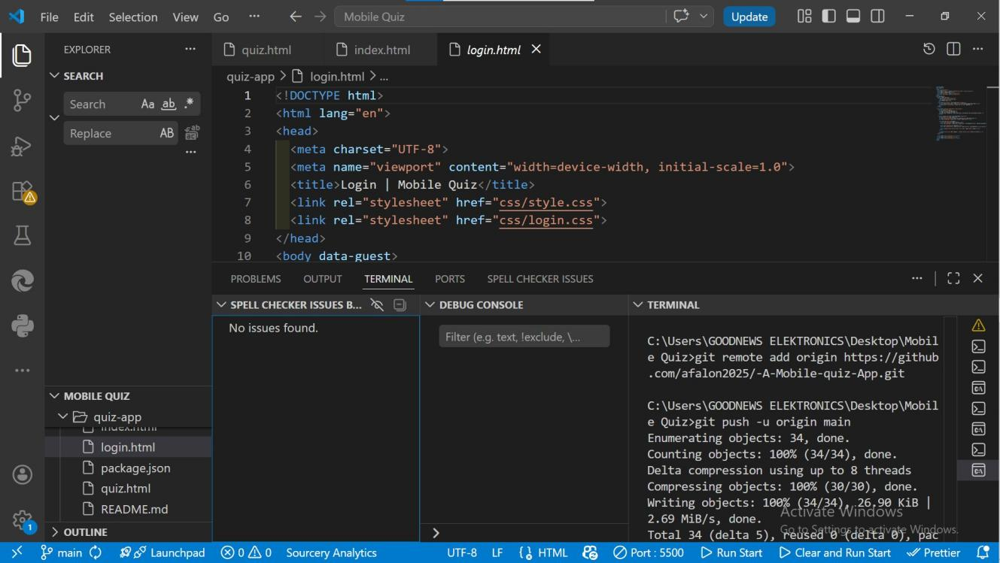 File Edit Selection View Go ··· Mobile Quiz Update
EXPLORER
SEARCH
Search Aa ab .*
Replace AB
quiz.html index.html login.html
quiz-app > login.html > ...
1 <!DOCTYPE html>
2 <html lang="en">
3 <head>
4 <meta charset="UTF-8">
5 <meta name="viewport" content="width=device-width, initial-scale=1.0">
6 <title>Login | Mobile Quiz</title>
7 <link rel="stylesheet" href="css/style.css">
8 <link rel="stylesheet" href="css/login.css">
9 </head>
10 <body data-guest>
PROBLEMS OUTPUT TERMINAL PORTS SPELL CHECKER ISSUES
SPELL CHECKER ISSUES B...
No issues found.
DEBUG CONSOLE
Filter (e.g. text, !exclude, \...
TERMINAL
C:\Users\GOODNEWS ELEKTRONICS\Desktop\Mobil
e Quiz>git remote add origin https://github
.com/afalon2025/-A-Mobile-quiz-App.git
C:\Users\GOODNEWS ELEKTRONICS\Desktop\Mobil
e Quiz>git push -u origin main
Enumerating objects: 34, done.
Counting objects: 100% (34/34), done.
Delta compression using up to 8 threads
Compressing objects: 100% (30/30), done.
Writing objects: 100% (34/34), 26.90 KiB |
2.69 MiB/s, done.
Total 34 (delta 5), reused 0 (delta 0), pac
Activate Windows
Go to Settings to activate Windows.
MOBILE QUIZ
quiz-app
index.html
login.html
package.json
quiz.html
README.md
OUTLINE
1
main Launchpad 0 0 Sourcery Analytics UTF-8 LF HTML Port : 5500 Run Start Clear and Run Start Prettier